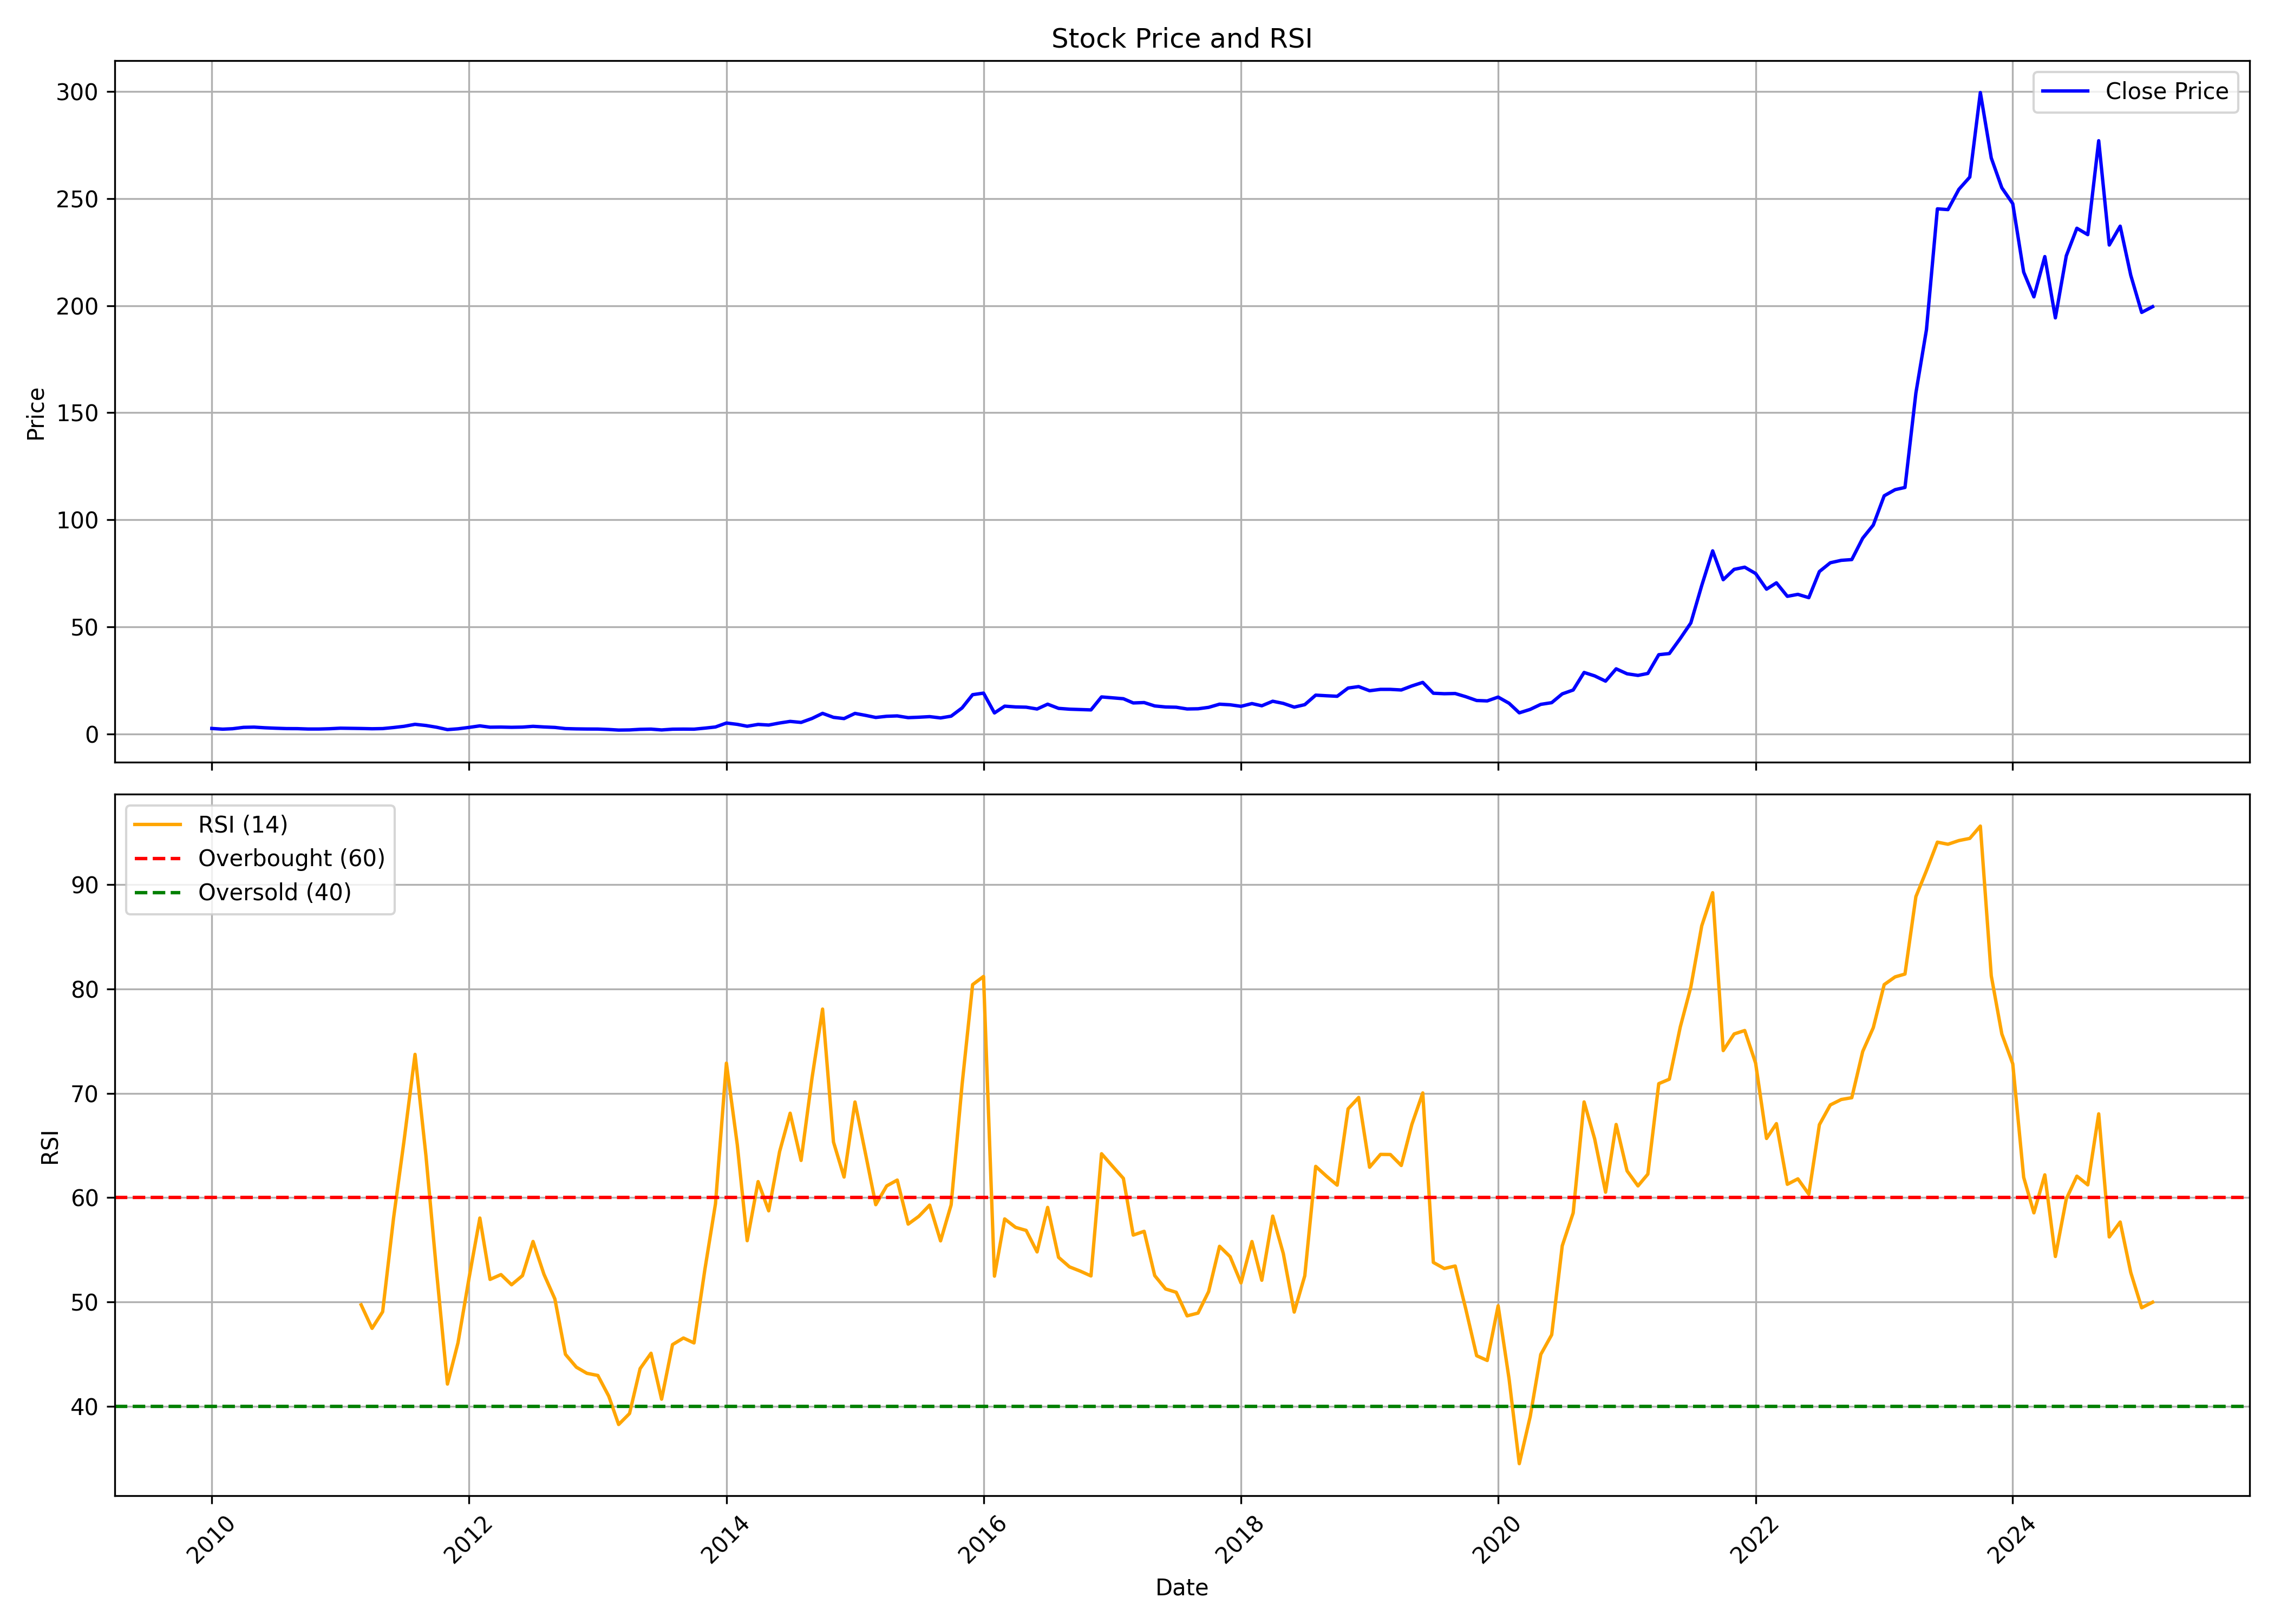 Stock Price and RSI
Close Price
Price
300
250
200
150
100
50
0
RSI (14)
Overbought (60)
Oversold (40)
RSI
90
80
70
60
50
40
2010
2012
2014
2016
2018
2020
2022
2024
Date